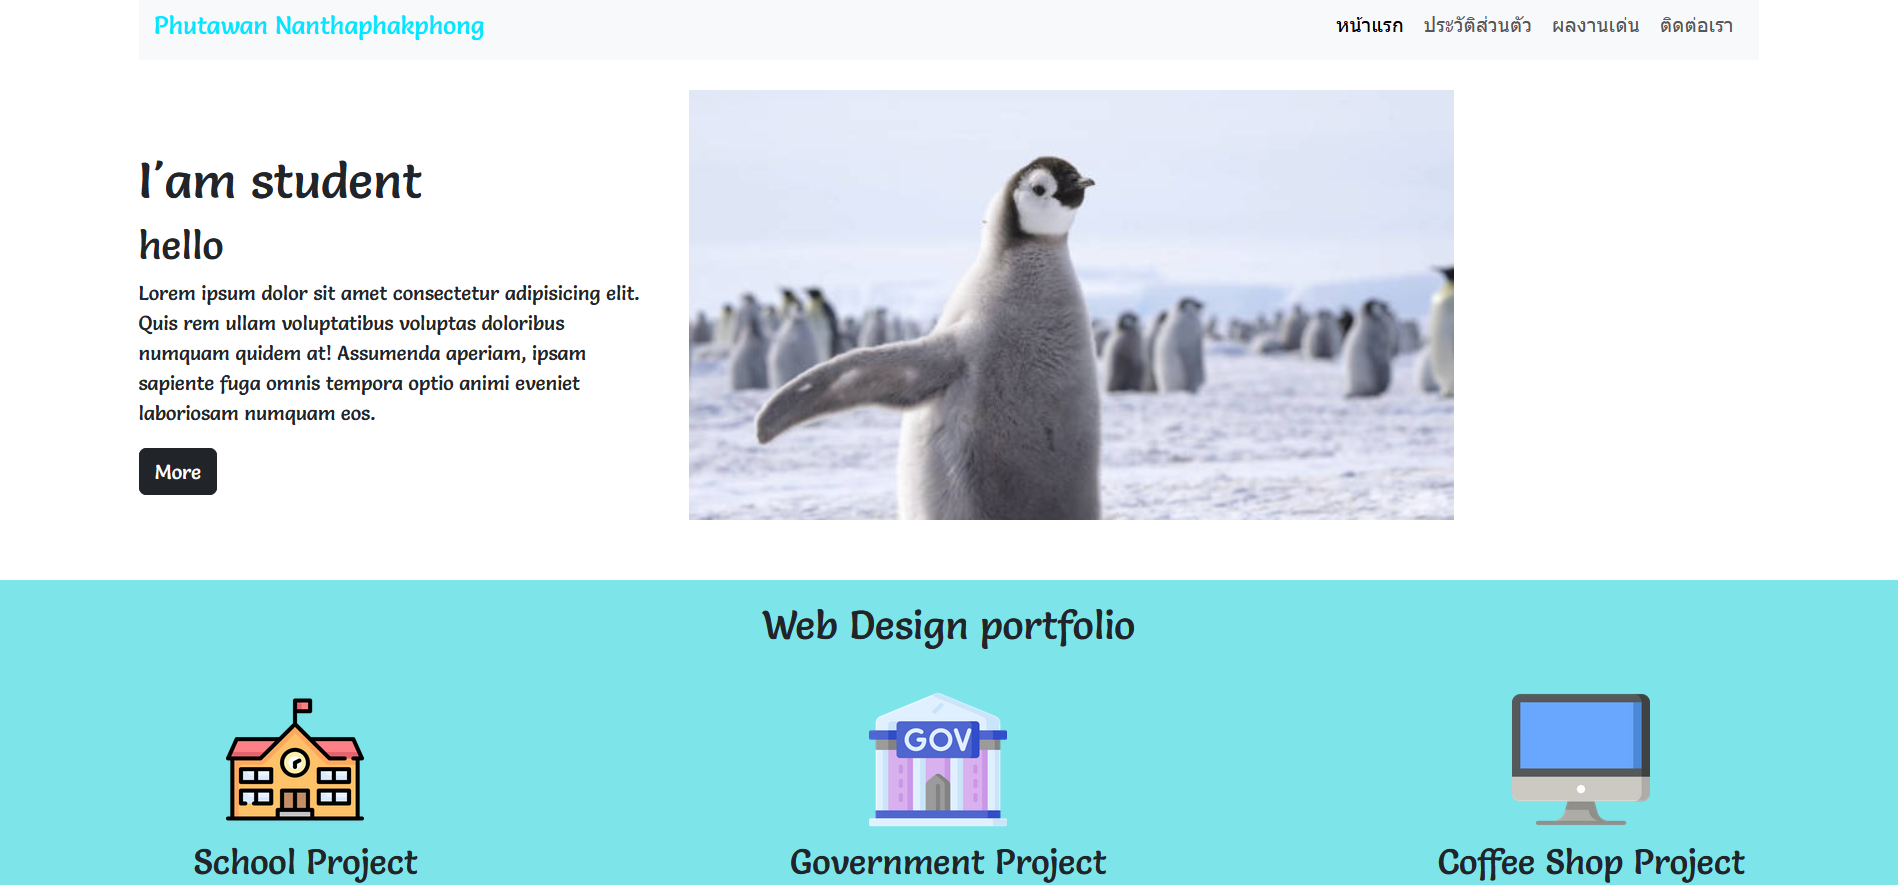 Phutawan Nanthaphakphong
หน้าแรก ประวัติส่วนตัว ผลงานเด่น ติดต่อเรา
I'am student
hello
Lorem ipsum dolor sit amet consectetur adipisicing elit.
Quis rem ullam voluptatibus voluptas doloribus
numquam quidem at! Assumenda aperiam, ipsam
sapiente fuga omnis tempora optio animi eveniet
laboriosam numquam eos.
More
Web Design portfolio
GOV
School Project
Government Project
Coffee Shop Project